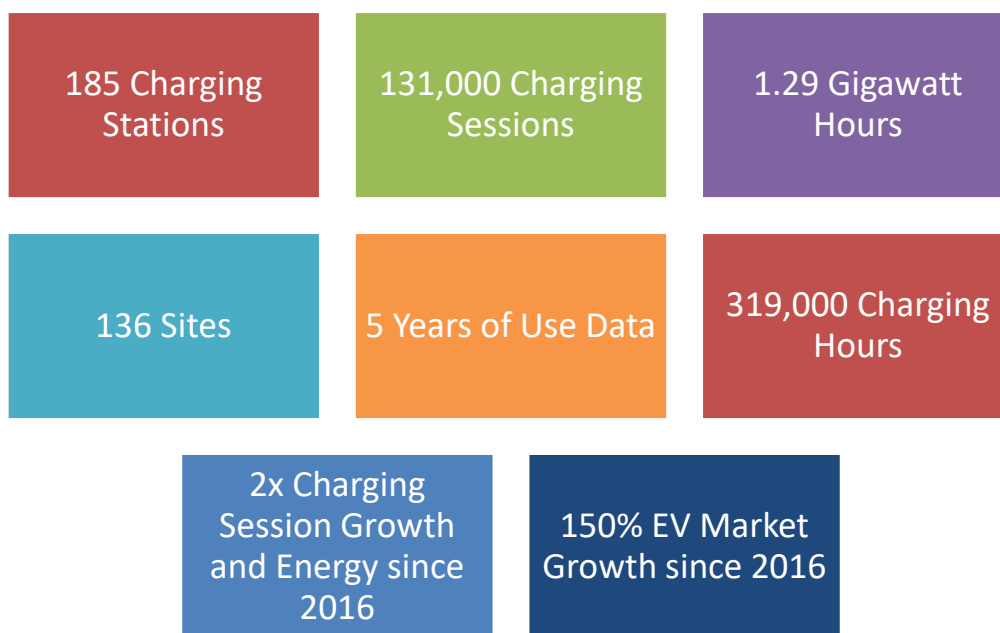 185 Charging
Stations
131,000 Charging
Sessions
1.29 Gigawatt
Hours
136 Sites
5 Years of Use Data
319,000 Charging
Hours
2x Charging
Session Growth
and Energy since
2016
150% EV Market
Growth since 2016